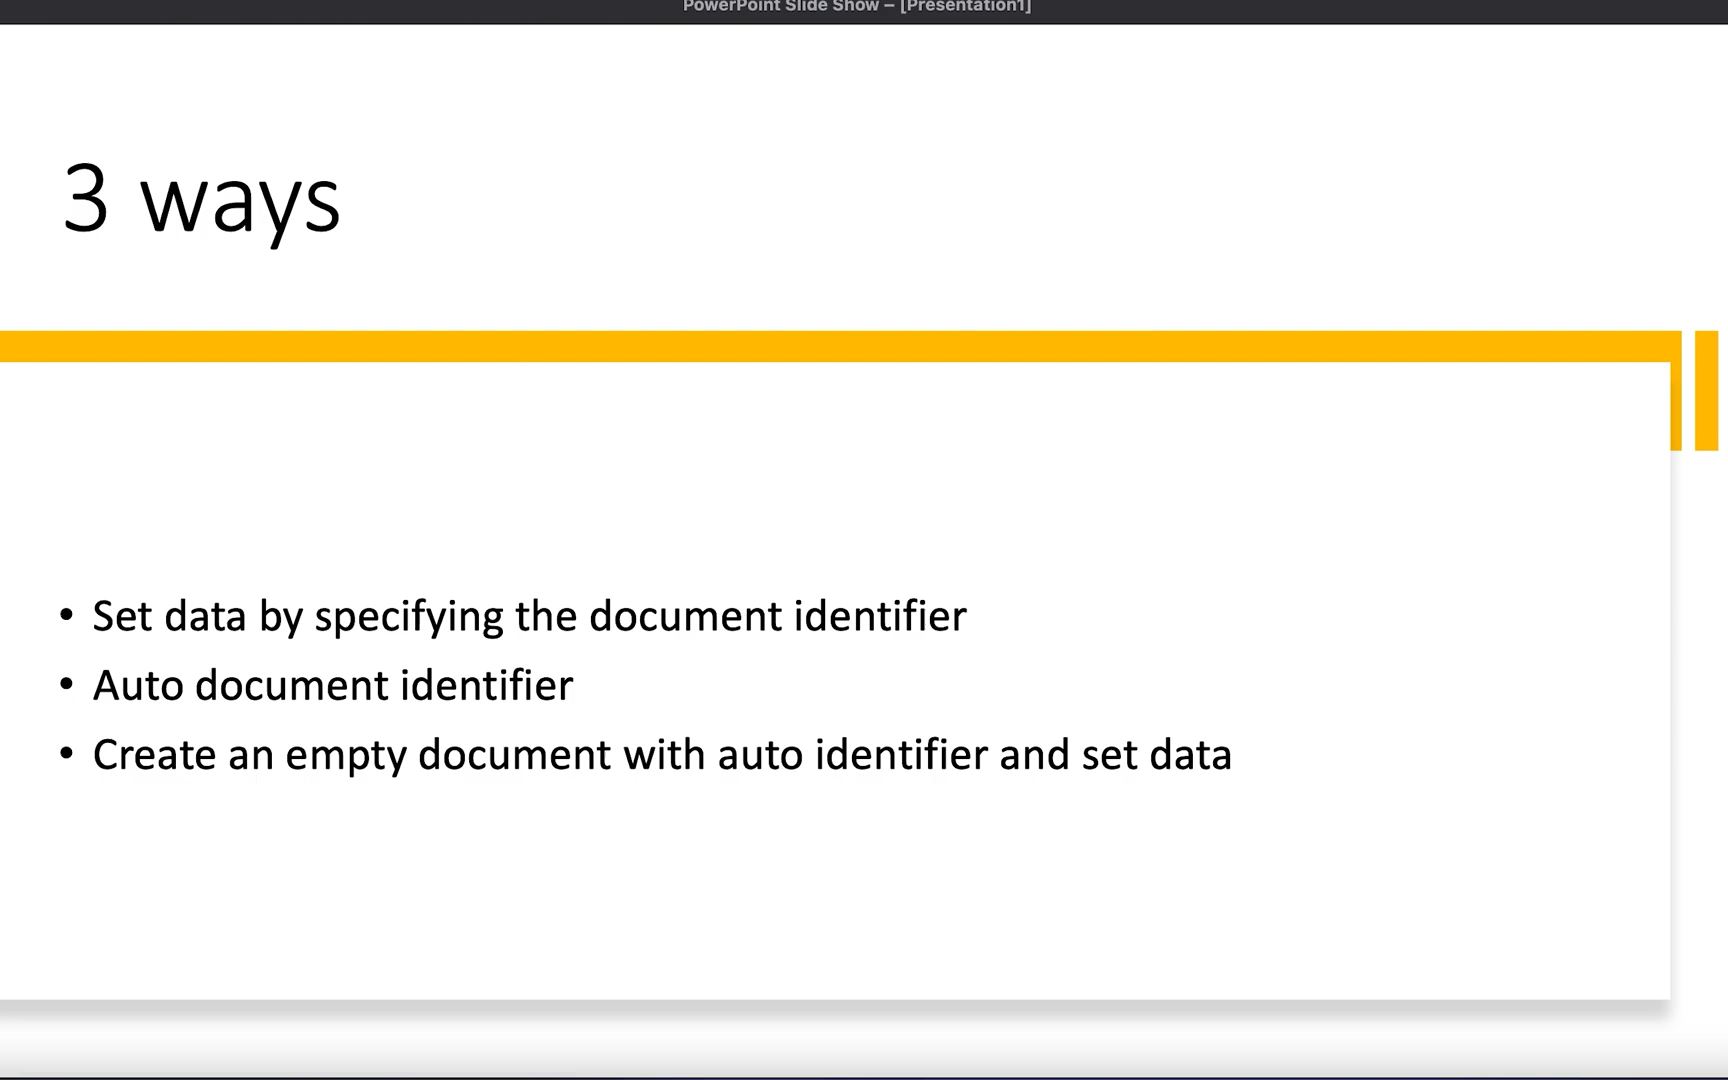 PowerPoint Slide Show – [Presentation1]
3 ways
• Set data by specifying the document identifier
• Auto document identifier
• Create an empty document with auto identifier and set data